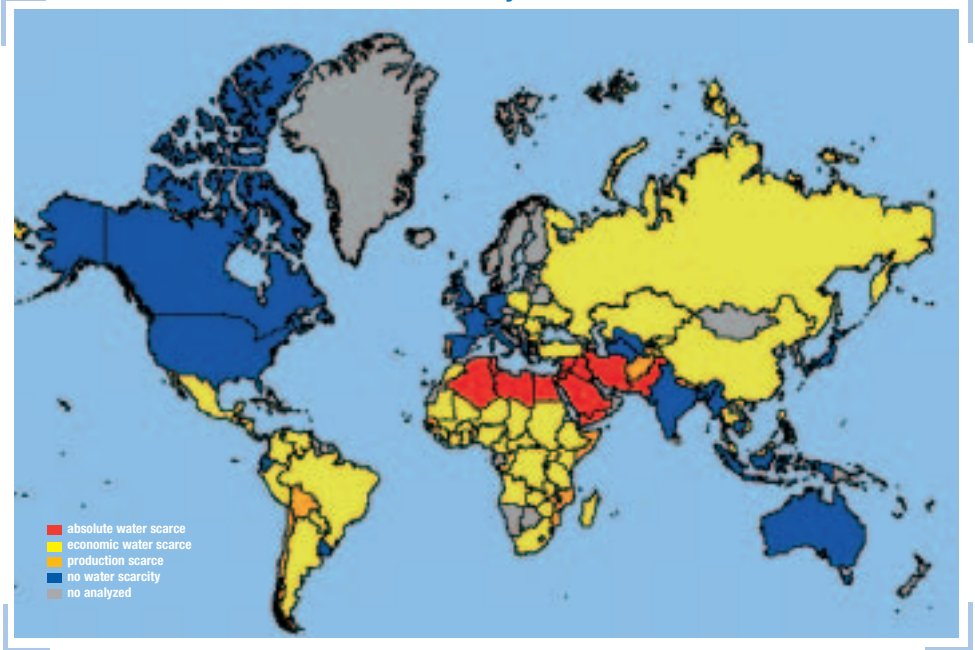 absolute water scarce
economic water scarce
production scarce
no water scarcity
no analyzed